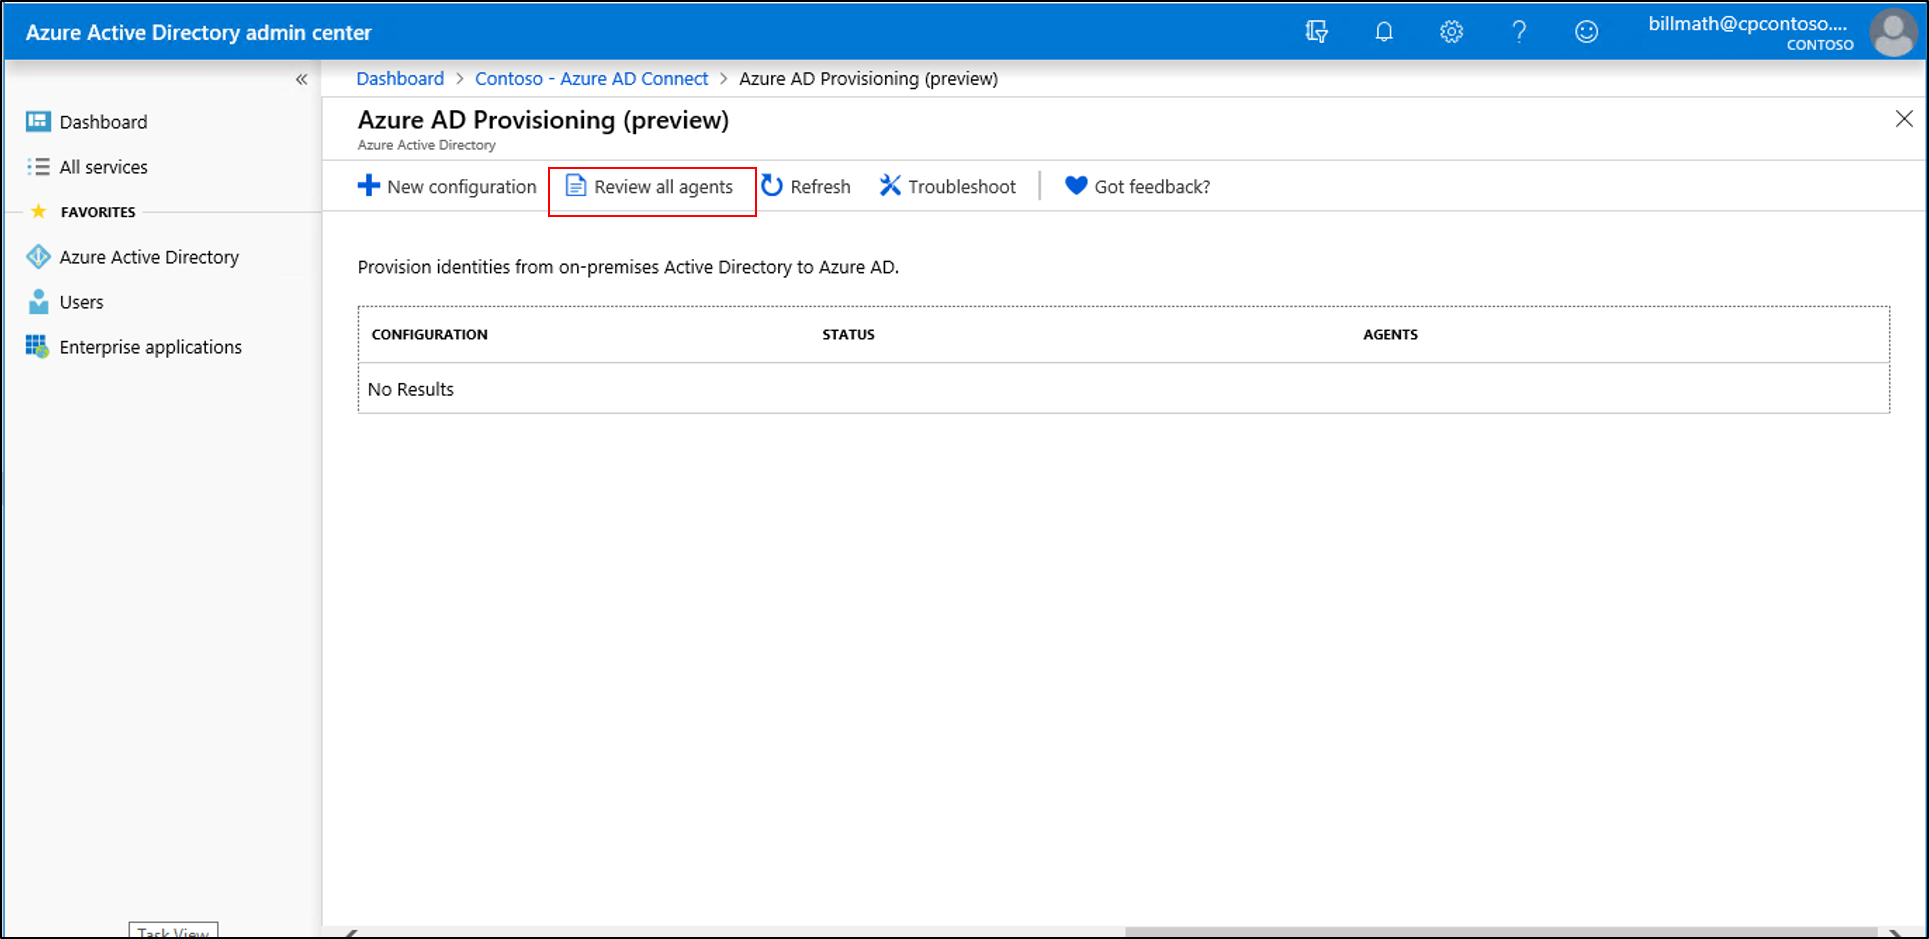 Azure Active Directory admin center
billmath@cpcontoso....
CONTOSO
Dashboard > Contoso - Azure AD Connect > Azure AD Provisioning (preview)
Azure AD Provisioning (preview)
Azure Active Directory
Dashboard
All services
FAVORITES
Azure Active Directory
Users
Enterprise applications
New configuration Review all agents Refresh Troubleshoot Got feedback?
Provision identities from on-premises Active Directory to Azure AD.
CONFIGURATION STATUS AGENTS
No Results
Task View